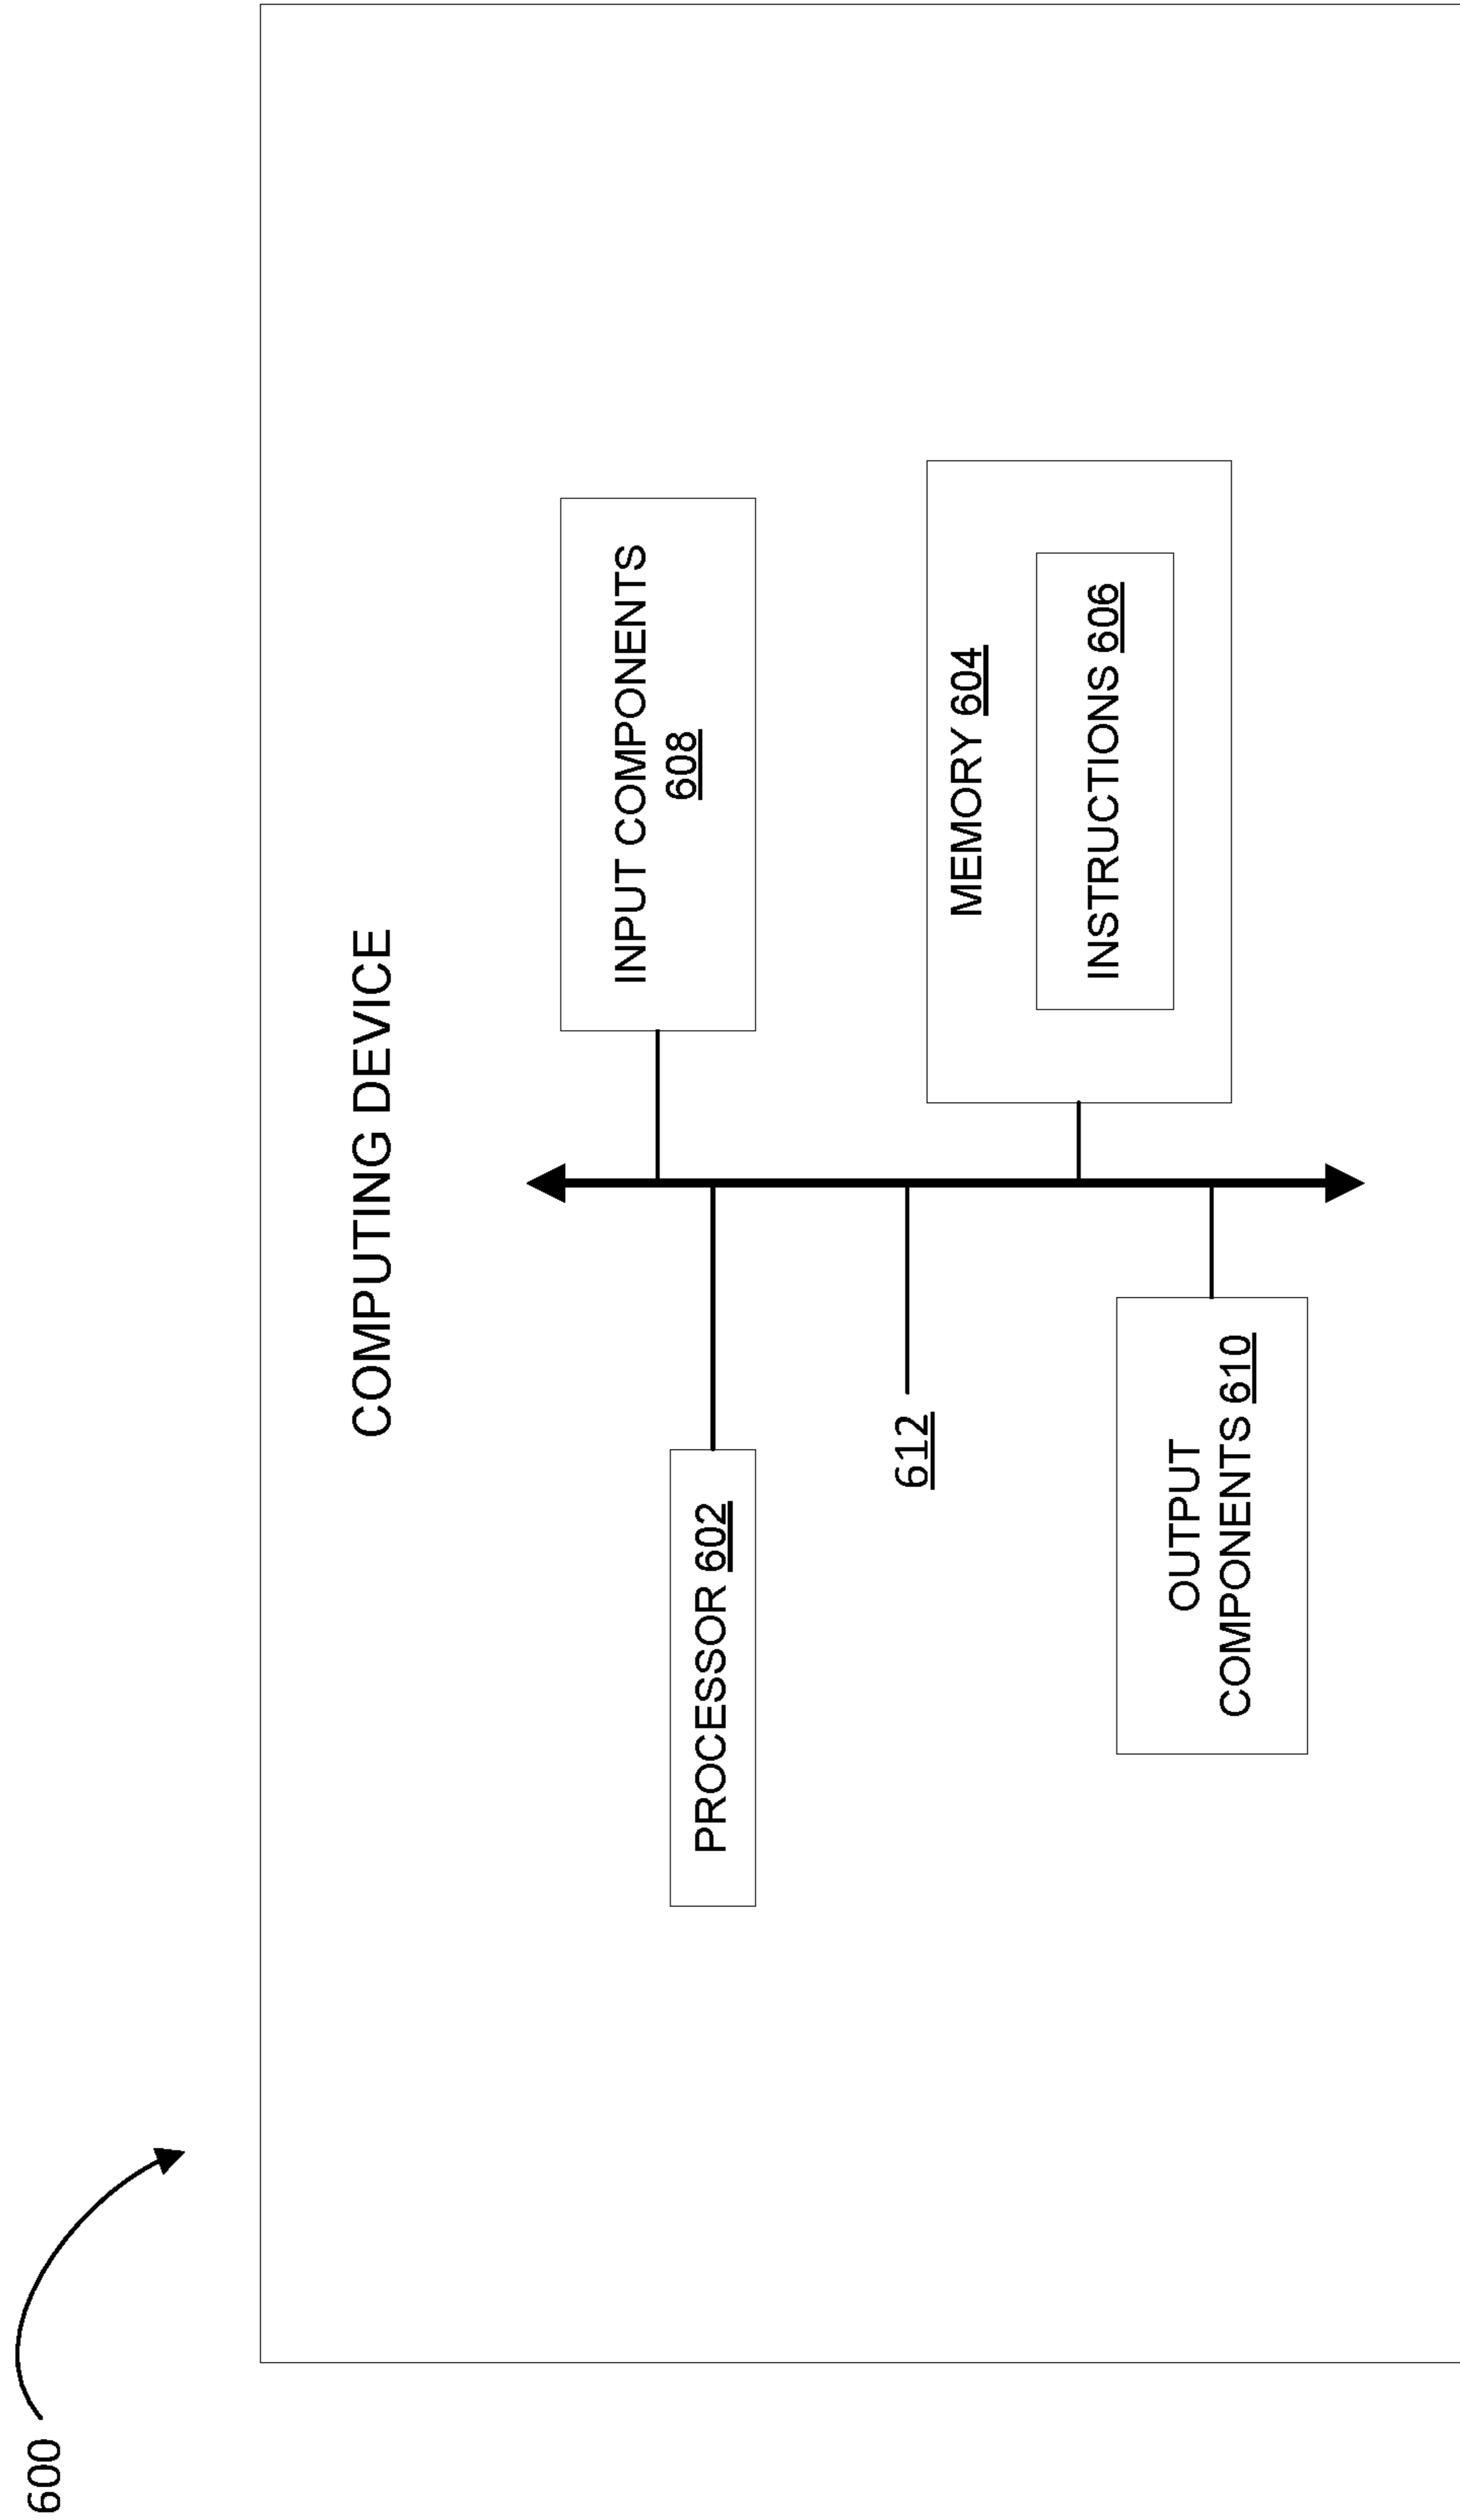 600
COMPUTING DEVICE
INPUT COMPONENTS
608
PROCESSOR 602
612
MEMORY 604
INSTRUCTIONS 606
OUTPUT
COMPONENTS 610